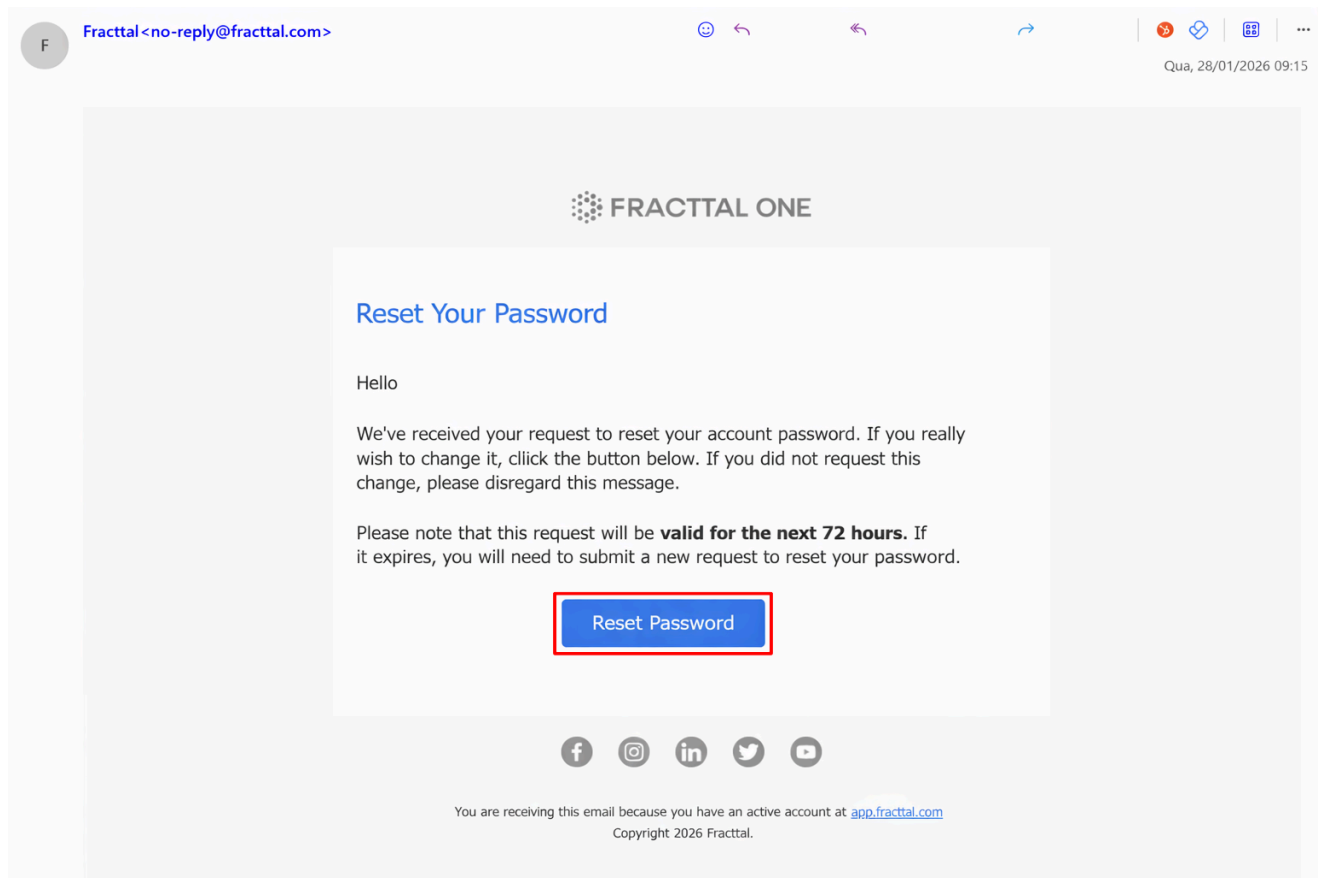 F
Fracttal<no-reply@fracttal.com>
Qua, 28/01/2026 09:15
FRACTTAL ONE
Reset Your Password
Hello
We've received your request to reset your account password. If you really
wish to change it, cllick the button below. If you did not request this
change, please disregard this message.
Please note that this request will be valid for the next 72 hours. If
it expires, you will need to submit a new request to reset your password.
Reset Password
You are receiving this email because you have an active account at app.fracttal.com
Copyright 2026 Fracttal.